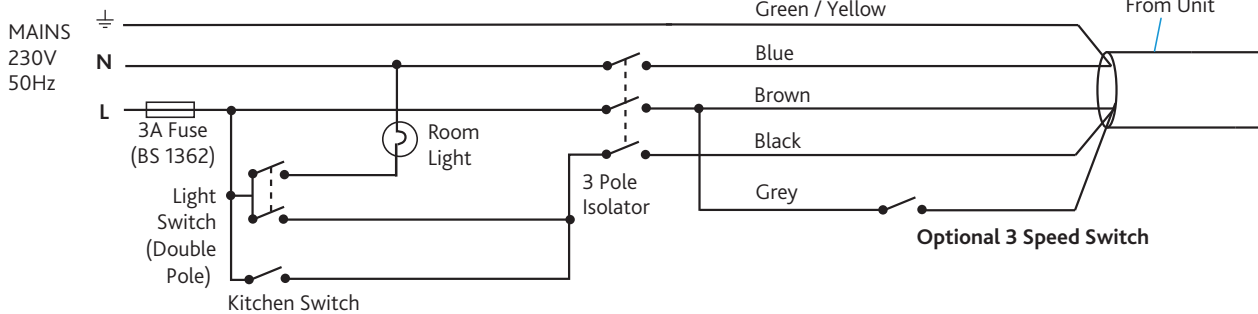 MAINS
230V
50Hz
N
L
3A Fuse
(BS 1362)
Light
Switch
(Double
Pole)
Kitchen Switch
Room
Light
3 Pole
Isolator
Green / Yellow
Blue
Brown
Black
Grey
Optional 3 Speed Switch
From Unit